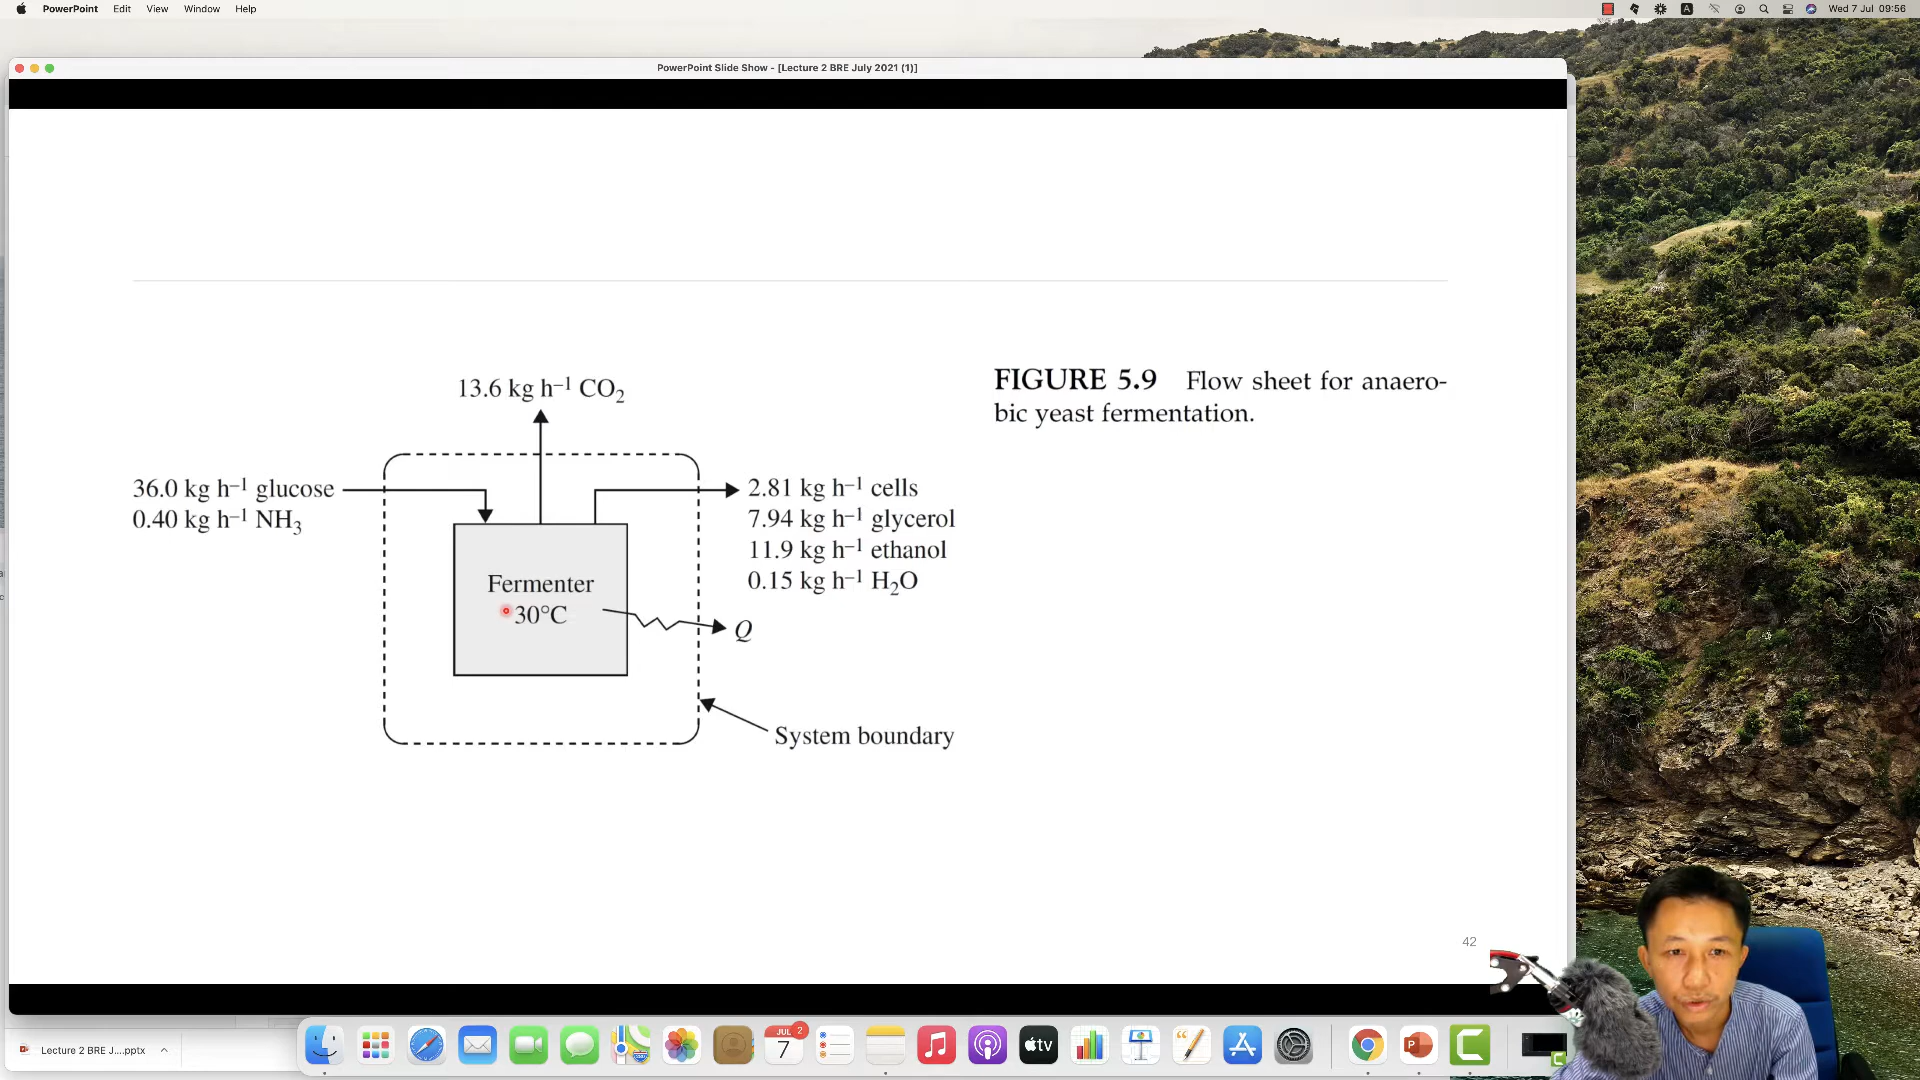 PowerPoint Edit View Window Help
A
Wed 7 Jul 09:56
PowerPoint Slide Show - [Lecture 2 BRE July 2021 (1)]
13.6 kg h⁻¹ CO₂
FIGURE 5.9 Flow sheet for anaero-
bic yeast fermentation.
36.0 kg h⁻¹ glucose
0.40 kg h⁻¹ NH₃
2.81 kg h⁻¹ cells
7.94 kg h⁻¹ glycerol
11.9 kg h⁻¹ ethanol
0.15 kg h⁻¹ H₂O
Fermenter
30°C
Q
System boundary
42
Lecture 2 BRE J....pptx
JUL
7
2
tv